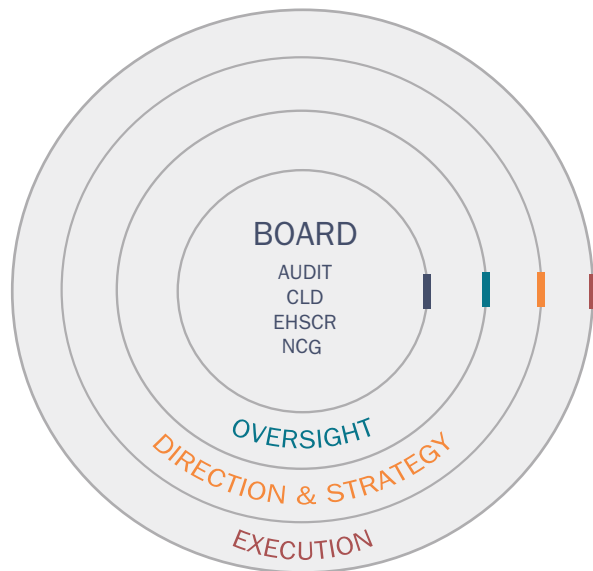 BOARD
AUDIT
CLD
EHSCR
NCG
OVERSIGHT
DIRECTION & STRATEGY
EXECUTION